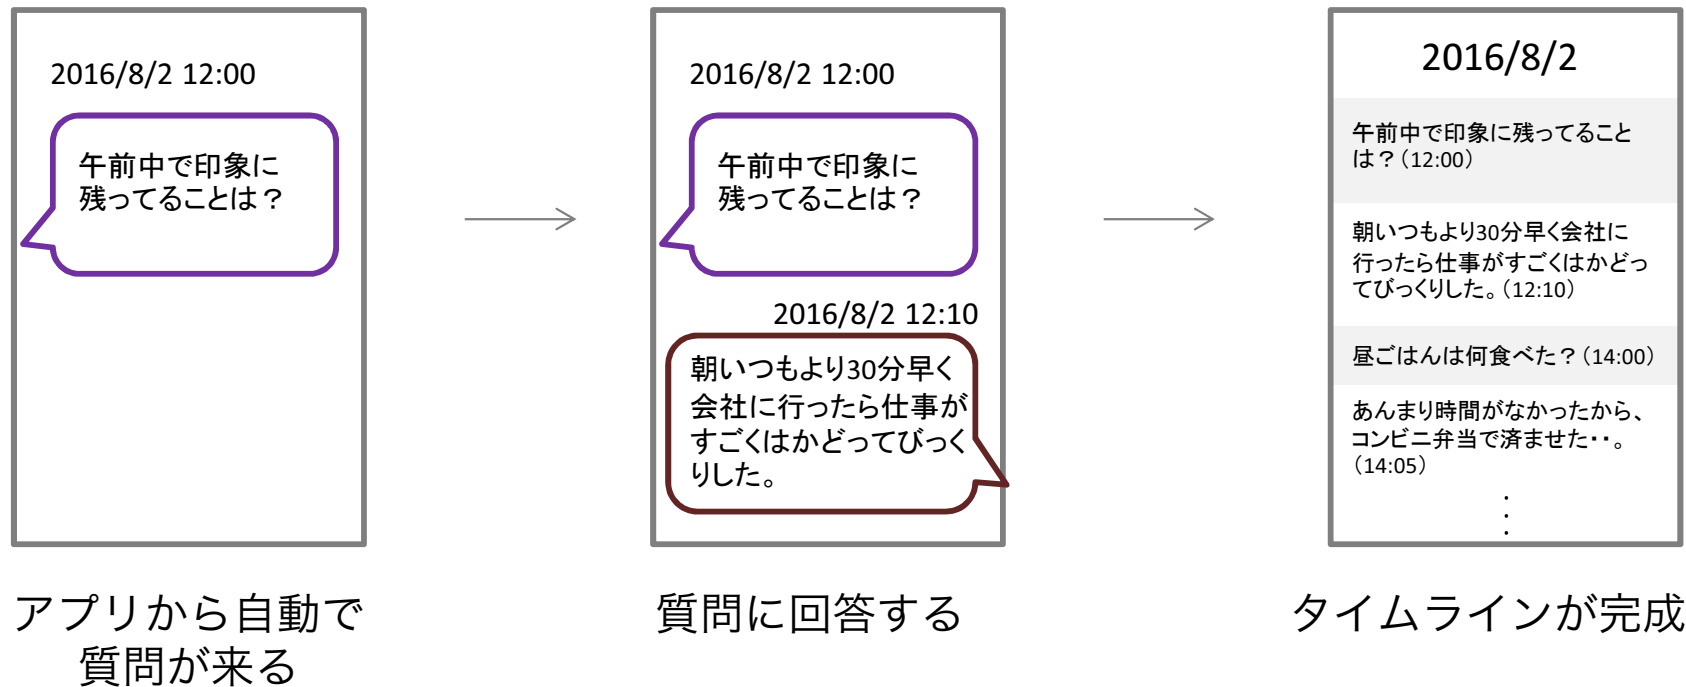 2016/8/2 12:00
午前中で印象に
残ってることは？
アプリから自動で
質問が来る
2016/8/2 12:00
午前中で印象に
残ってることは？
2016/8/2 12:10
朝いつもより30分早く
会社に行ったら仕事が
すごくはかどってびっく
りした。
質問に回答する
2016/8/2
午前中で印象に残ってること
は？（12:00）
朝いつもより30分早く会社に
行ったら仕事がすごくはかどっ
てびっくりした。（12:10）
昼ごはんは何食べた？（14:00）
あんまり時間がなかったから、
コンビニ弁当で済ませた・・。
（14:05）
タイムラインが完成